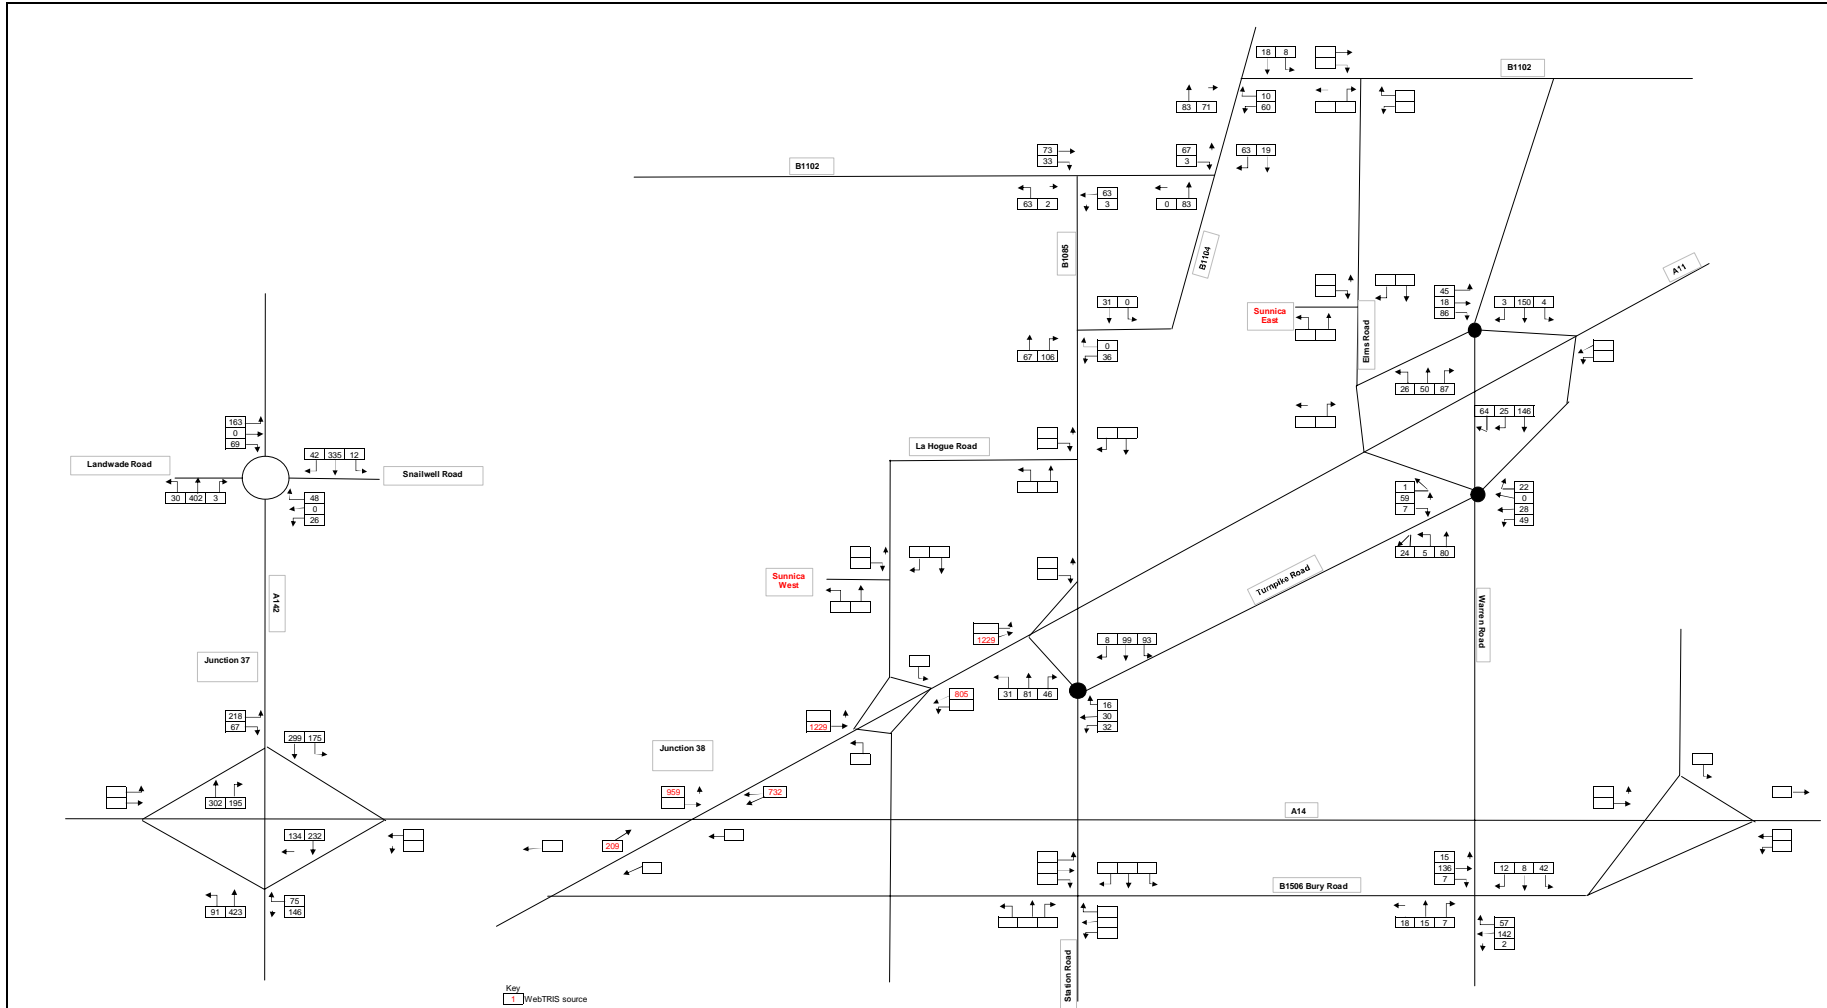 18 8
B1102
83 71
10
60
73
33
67
3
63 19
B1102
63 2
63
3
0 83
B1085
B1104
A11
31 0
45
18
86
3 150 4
Sunnica
East
Elms Road
67 106
0
36
26 50 87
64 25 146
163
0
69
42 335 12
La Hogue Road
Landwade Road
Snailwell Road
30 402 3
48
0
26
1
59
7
22
0
28
49
24 5 80
Sunnica
West
Turnpike Road
A142
Warren Road
1229
8 99 93
Junction 37
805
31 81 46
16
30
32
218
67
299 175
1229
Junction 38
302 195
959
732
A14
134 232
209
15
136
7
12 8 42
B1506 Bury Road
91 423
75
146
18 15 7
57
142
2
Station Road
Key
1 WebTRIS source